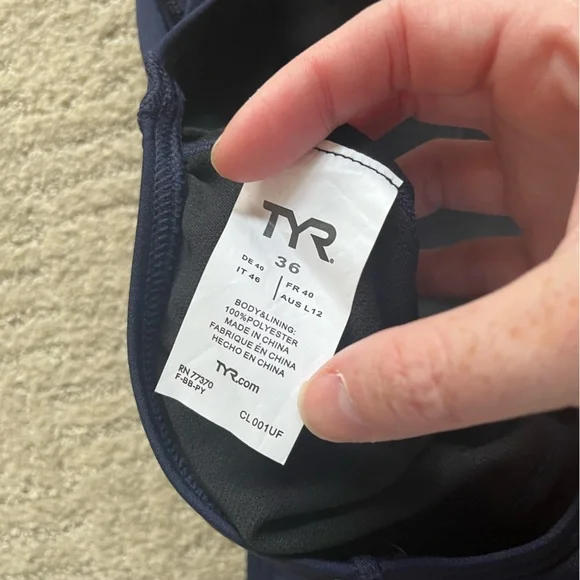 TYR
36
DE 40 | FR 40
IT 46 | AUS L12
BODY&LINING:
100%POLYESTER
MADE IN CHINA
FABRIQUE ÉN CHINA
HECHO EN CHINA
TYR.com
RN 77370
F-BB-PY
CL001UF